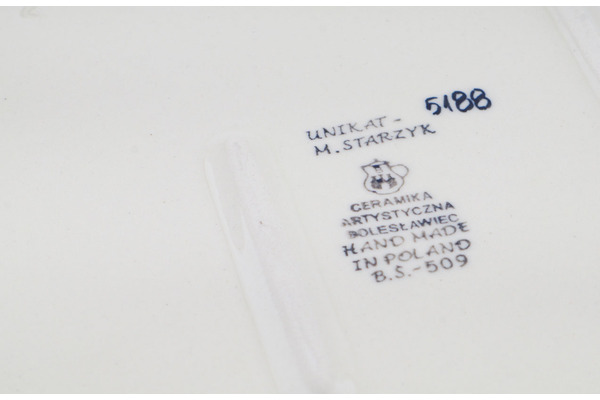 UNIKAT- 5188
M. STARZYK
CERAMIKA
ARTYSTYCZNA
BOLESŁAWIEC
HAND MADE
IN POLAND
B.Ś.-509